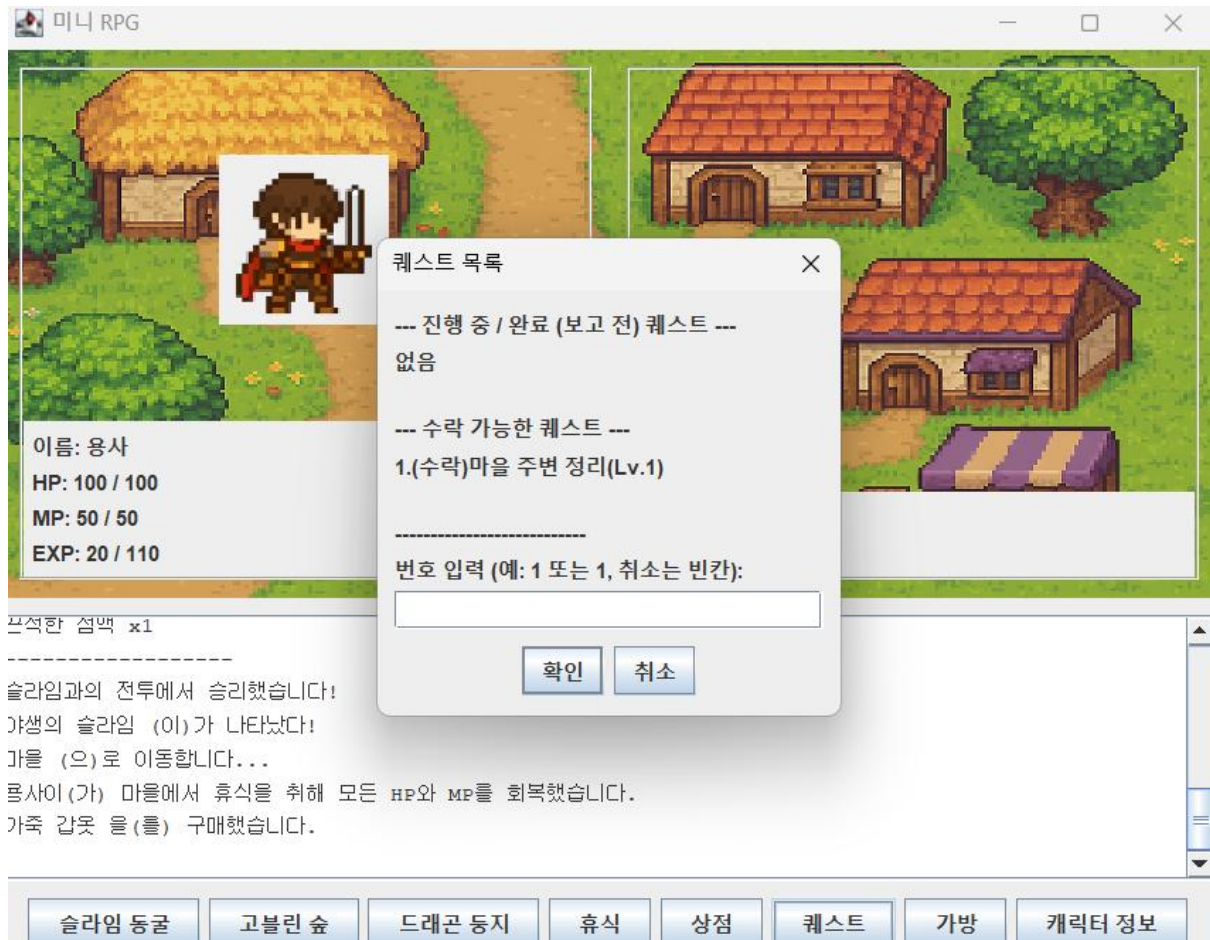 미니 RPG
퀘스트 목록
--- 진행 중 / 완료 (보고 전) 퀘스트 ---
없음
--- 수락 가능한 퀘스트 ---
1.(수락)마을 주변 정리(Lv.1)
---------------------------
번호 입력 (예: 1 또는 1, 취소는 빈칸):
확인
취소
이름: 용사
HP: 100 / 100
MP: 50 / 50
EXP: 20 / 110
끈적한 점액 x1
-------------------
슬라임과의 전투에서 승리했습니다!
야생의 슬라임 (이)가 나타났다!
마을 (으)로 이동합니다...
용사이(가) 마을에서 휴식을 취해 모든 HP와 MP를 회복했습니다.
가죽 갑옷 을(를) 구매했습니다.
슬라임 동굴
고블린 숲
드래곤 둥지
휴식
상점
퀘스트
가방
캐릭터 정보